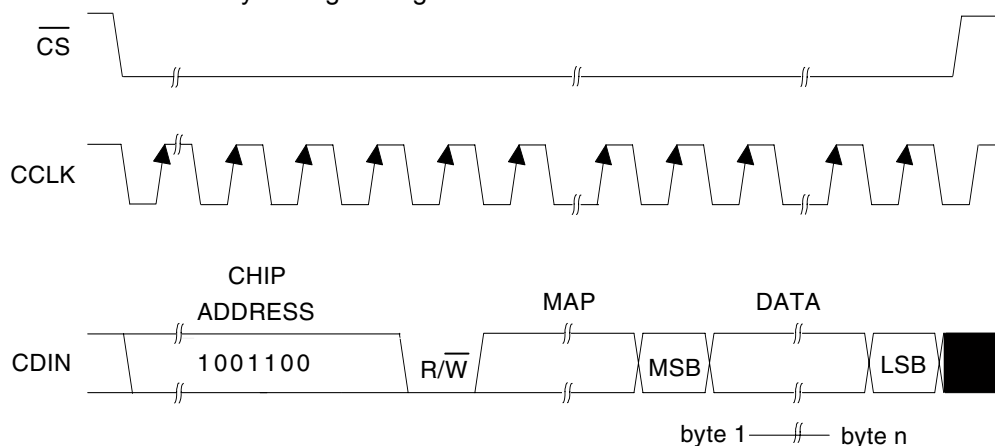 CS
CCLK
CHIP
ADDRESS
MAP
DATA
CDIN
1001100
R/W
MSB
LSB
byte 1
byte n